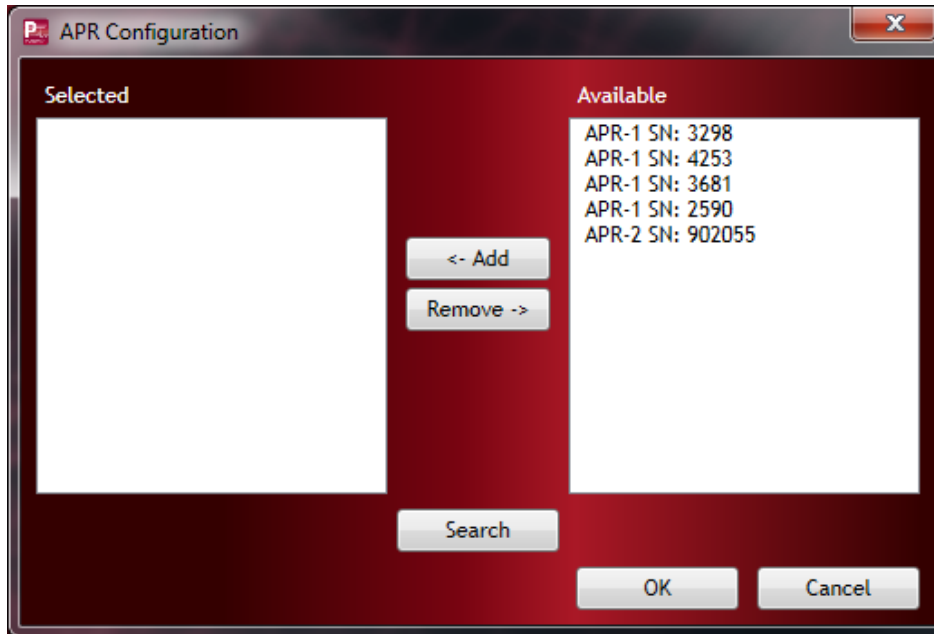 APR Configuration
Selected
Available
APR-1 SN: 3298
APR-1 SN: 4253
APR-1 SN: 3681
APR-1 SN: 2590
APR-2 SN: 902055
<- Add
Remove ->
Search
OK
Cancel